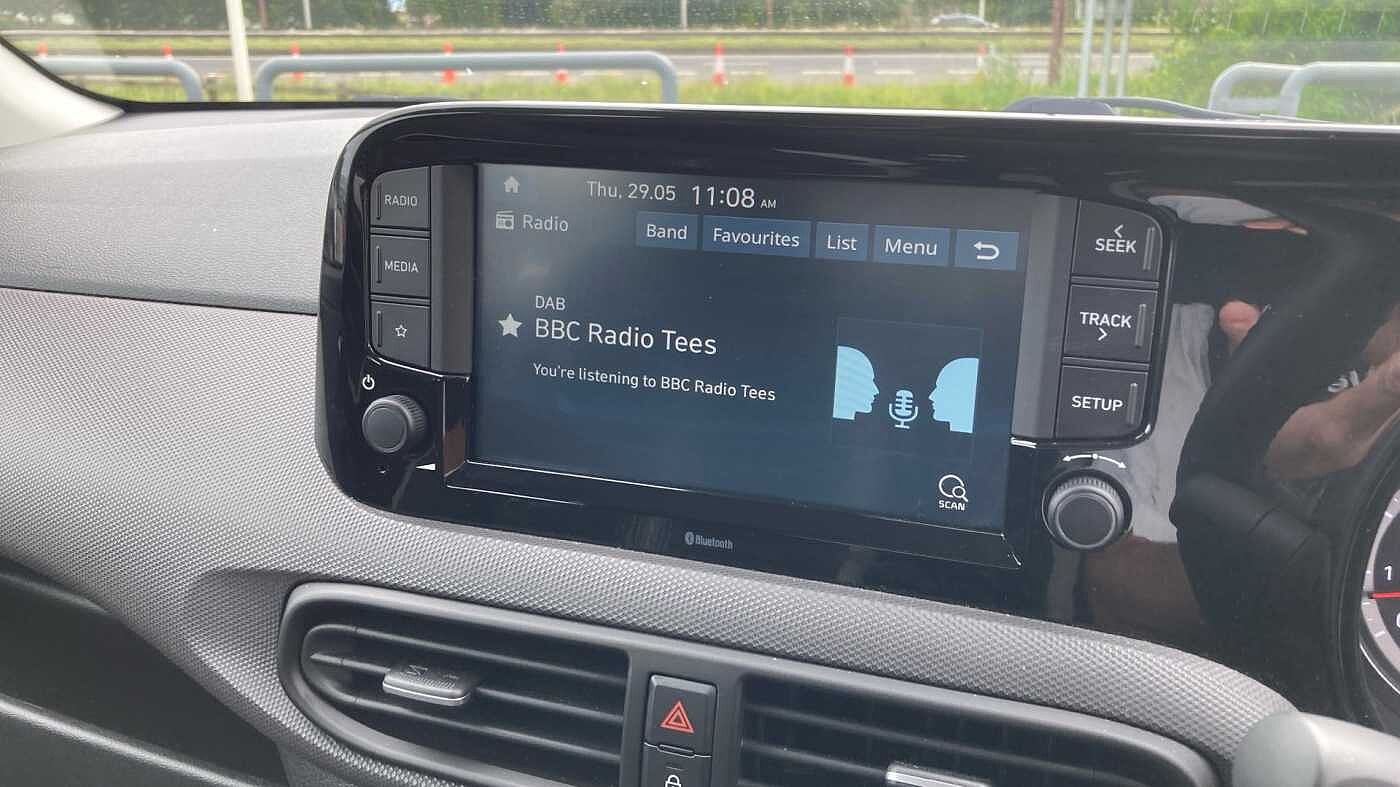 Thu, 29.05 11:08 AM
Radio
Band Favourites List Menu
DAB
BBC Radio Tees
You're listening to BBC Radio Tees
SCAN
RADIO
MEDIA
SEEK
TRACK
SETUP
Bluetooth
1